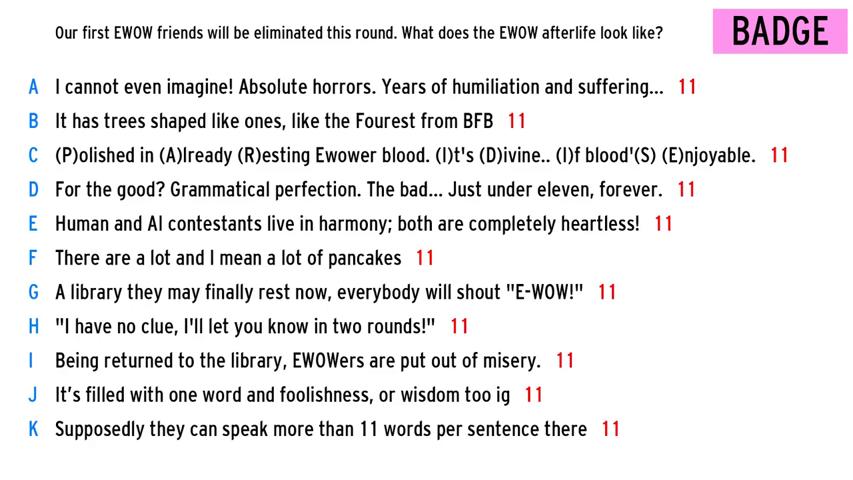 Our first EWOW friends will be eliminated this round. What does the EWOW afterlife look like?
BADGE
A I cannot even imagine! Absolute horrors. Years of humiliation and suffering... 11
B It has trees shaped like ones, like the Fourest from BFB 11
C (P)olished in (A)lready (R)esting Ewower blood. (I)t's (D)ivine.. (I)f blood'(S) (E)njoyable. 11
D For the good? Grammatical perfection. The bad... Just under eleven, forever. 11
E Human and AI contestants live in harmony; both are completely heartless! 11
F There are a lot and I mean a lot of pancakes 11
G A library they may finally rest now, everybody will shout "E-WOW!" 11
H "I have no clue, I'll let you know in two rounds!" 11
I Being returned to the library, EWOWers are put out of misery. 11
J It’s filled with one word and foolishness, or wisdom too ig 11
K Supposedly they can speak more than 11 words per sentence there 11